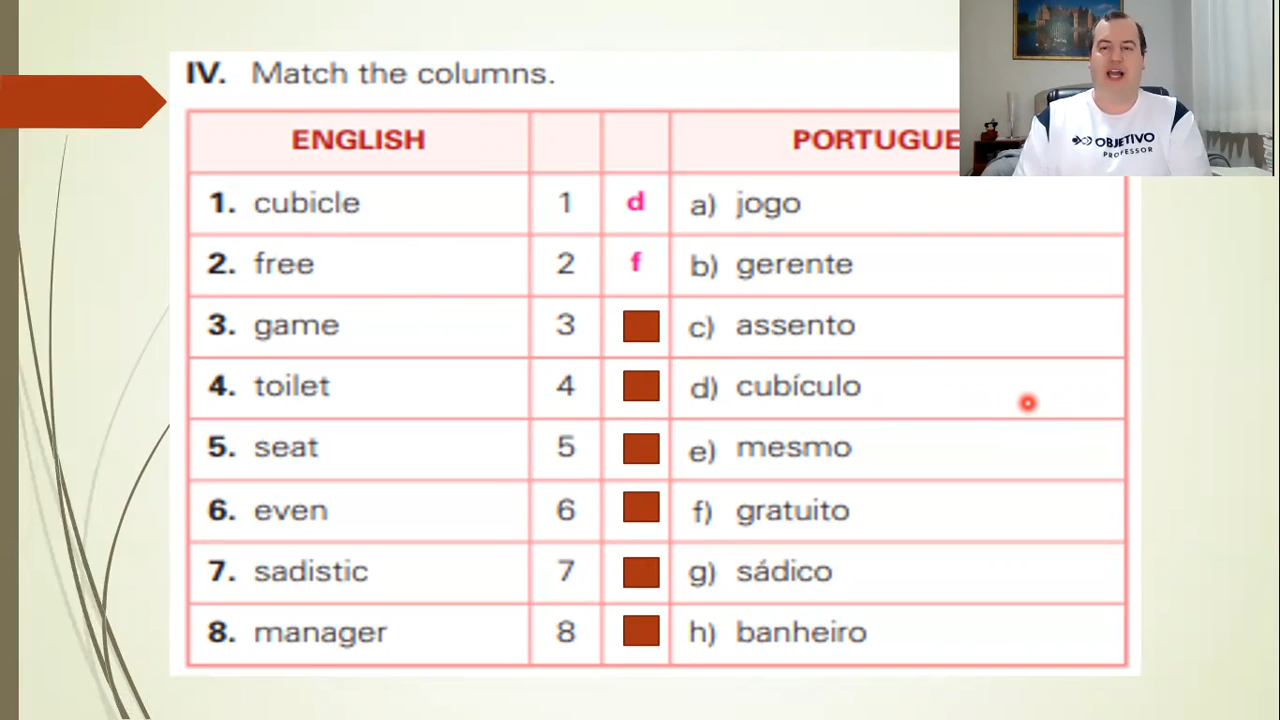 IV. Match the columns.
OBJETIVO
PROFESSOR
ENGLISH PORTUGUE
1. cubicle 1 d a) jogo
2. free 2 f b) gerente
3. game 3 c) assento
4. toilet 4 d) cubículo
5. seat 5 e) mesmo
6. even 6 f) gratuito
7. sadistic 7 g) sádico
8. manager 8 h) banheiro